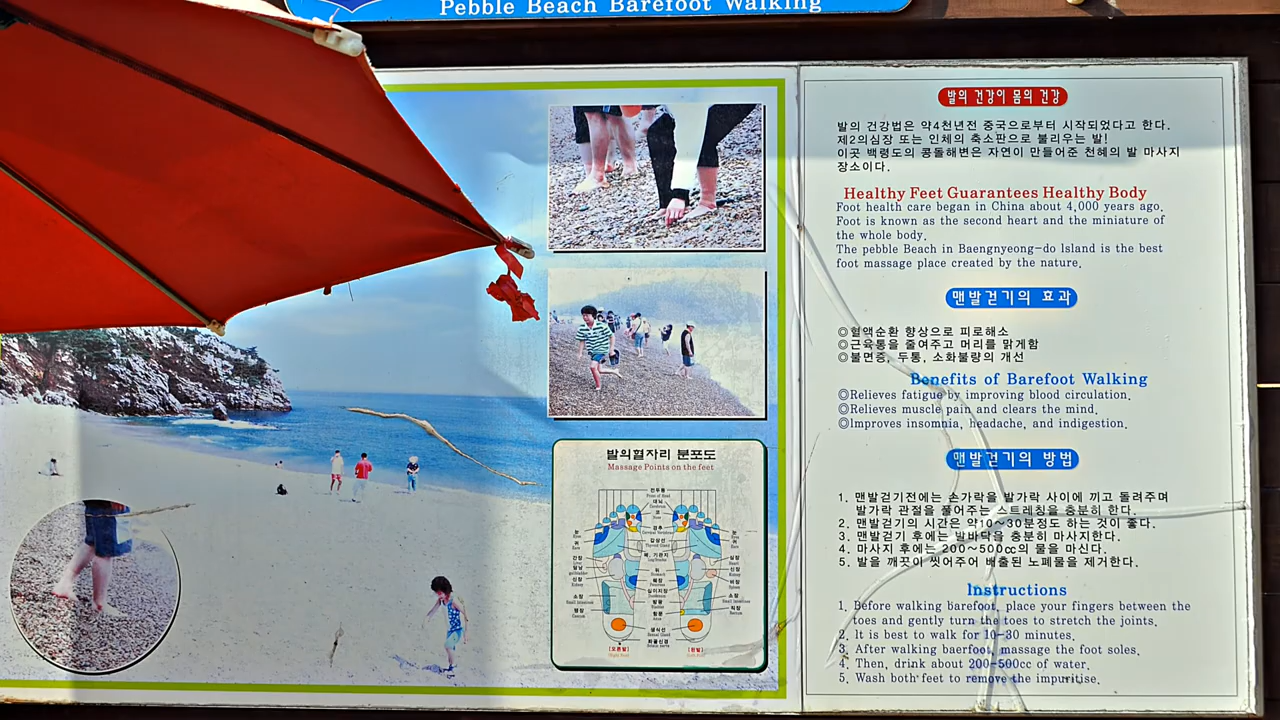 Pebble Beach Barefoot Walking
발의혈자리 분포도
Massage Points on the feet
발의 건강이 몸의 건강
발의 건강법은 약4천년전 중국으로부터 시작되었다고 한다.
제2의심장 또는 인체의 축소판으로 불리우는 발!
이곳 백령도의 콩돌해변은 자연이 만들어준 천혜의 발 마사지
장소이다.
Healthy Feet Guarantees Healthy Body
Foot health care began in China about 4,000 years ago.
Foot is known as the second heart and the miniature of
the whole body.
The pebble Beach in Baengnyeong-do Island is the best
foot massage place created by the nature.
맨발걷기의 효과
◎혈액순환 향상으로 피로해소
◎근육통을 줄여주고 머리를 맑게함
◎불면증, 두통, 소화불량의 개선
Benefits of Barefoot Walking
◎Relieves fatigue by improving blood circulation.
◎Relieves muscle pain and clears the mind.
◎Improves insomnia, headache, and indigestion.
맨발걷기의 방법
1. 맨발걷기전에는 손가락을 발가락 사이에 끼고 돌려주며
발가락 관절을 풀어주는 스트레칭을 충분히 한다.
2. 맨발걷기의 시간은 약10~30분정도 하는 것이 좋다.
3. 맨발걷기 후에는 발바닥을 충분히 마사지한다.
4. 마사지 후에는 200~500cc의 물을 마신다.
5. 발을 깨끗이 씻어주어 배출된 노폐물을 제거한다.
Instructions
1. Before walking barefoot, place your fingers between the
toes and gently turn the toes to stretch the joints.
2. It is best to walk for 10-30 minutes.
3. After walking baerfoot, massage the foot soles.
4. Then, drink about 200-500cc of water.
5. Wash both feet to remove the impuritise.